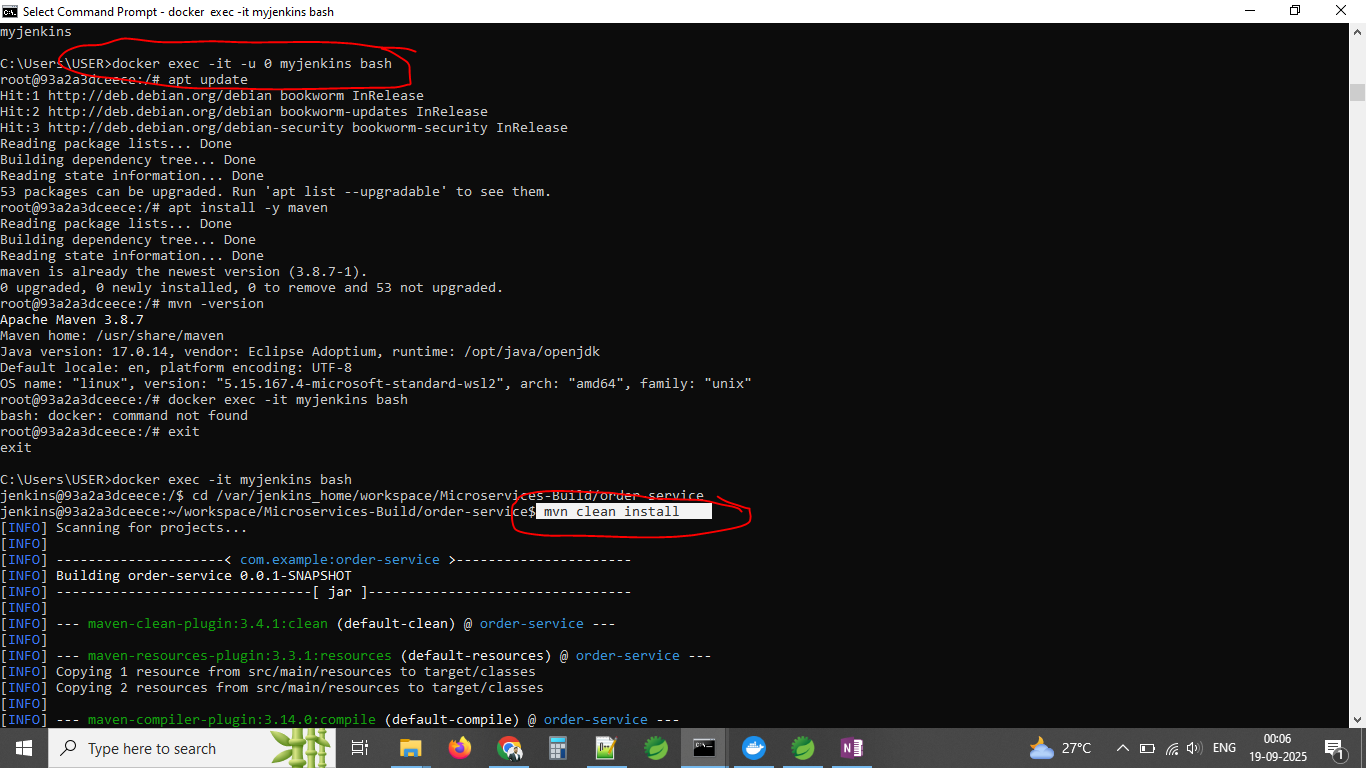 Select Command Prompt - docker exec -it myjenkins bash
myjenkins
C:\Users\USER>docker exec -it -u 0 myjenkins bash
root@93a2a3dceece:/# apt update
Hit:1 http://deb.debian.org/debian bookworm InRelease
Hit:2 http://deb.debian.org/debian bookworm-updates InRelease
Hit:3 http://deb.debian.org/debian-security bookworm-security InRelease
Reading package lists... Done
Building dependency tree... Done
Reading state information... Done
53 packages can be upgraded. Run 'apt list --upgradable' to see them.
root@93a2a3dceece:/# apt install -y maven
Reading package lists... Done
Building dependency tree... Done
Reading state information... Done
maven is already the newest version (3.8.7-1).
0 upgraded, 0 newly installed, 0 to remove and 53 not upgraded.
root@93a2a3dceece:/# mvn -version
Apache Maven 3.8.7
Maven home: /usr/share/maven
Java version: 17.0.14, vendor: Eclipse Adoptium, runtime: /opt/java/openjdk
Default locale: en, platform encoding: UTF-8
OS name: "linux", version: "5.15.167.4-microsoft-standard-wsl2", arch: "amd64", family: "unix"
root@93a2a3dceece:/# docker exec -it myjenkins bash
bash: docker: command not found
root@93a2a3dceece:/# exit
exit
C:\Users\USER>docker exec -it myjenkins bash
jenkins@93a2a3dceece:/$ cd /var/jenkins_home/workspace/Microservices-Build/order-service
jenkins@93a2a3dceece:~/workspace/Microservices-Build/order-service$ mvn clean install
[INFO] Scanning for projects...
[INFO]
[INFO] ---------------------< com.example:order-service >----------------------
[INFO] Building order-service 0.0.1-SNAPSHOT
[INFO] --------------------------------[ jar ]---------------------------------
[INFO]
[INFO] --- maven-clean-plugin:3.4.1:clean (default-clean) @ order-service ---
[INFO]
[INFO] --- maven-resources-plugin:3.3.1:resources (default-resources) @ order-service ---
[INFO] Copying 1 resource from src/main/resources to target/classes
[INFO] Copying 2 resources from src/main/resources to target/classes
[INFO]
[INFO] --- maven-compiler-plugin:3.14.0:compile (default-compile) @ order-service ---
Type here to search
27°C
ENG
00:06
19-09-2025
1